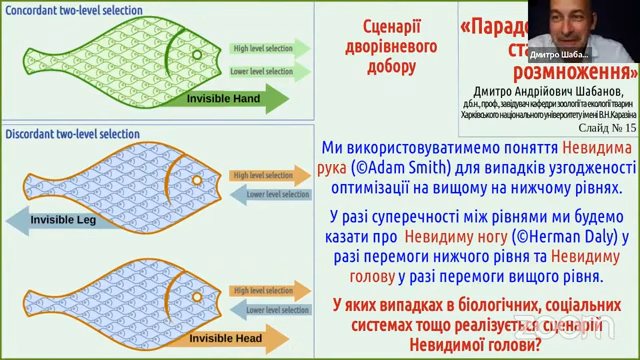 Concordant two-level selection
High level selection
Lower level selection
Invisible Hand
Discordant two-level selection
High level selection
Lower level selection
Invisible Leg
High level selection
Lower level selection
Invisible Head
Сценарії
дворівневого
добору
розмноження»
Дмитро Шаба...
Дмитро Андрійович Шабанов,
д.б.н., проф., завідувач кафедри зоології та екології тварин
Харківського національного університету імені В.Н.Каразіна
Слайд № 15
Ми використовуватимемо поняття Невидима
рука (©Adam Smith) для випадків узгодженості
оптимізації на вищому на нижчому рівнях.
У разі суперечності між рівнями ми будемо
казати про Невидиму ногу (©Herman Daly) у
разі перемоги нижчого рівня та Невидиму
голову у разі перемоги вищого рівня.
У яких випадках в біологічних, соціальних
системах тощо реалізується сценарій
Невидимої голови?
zoom